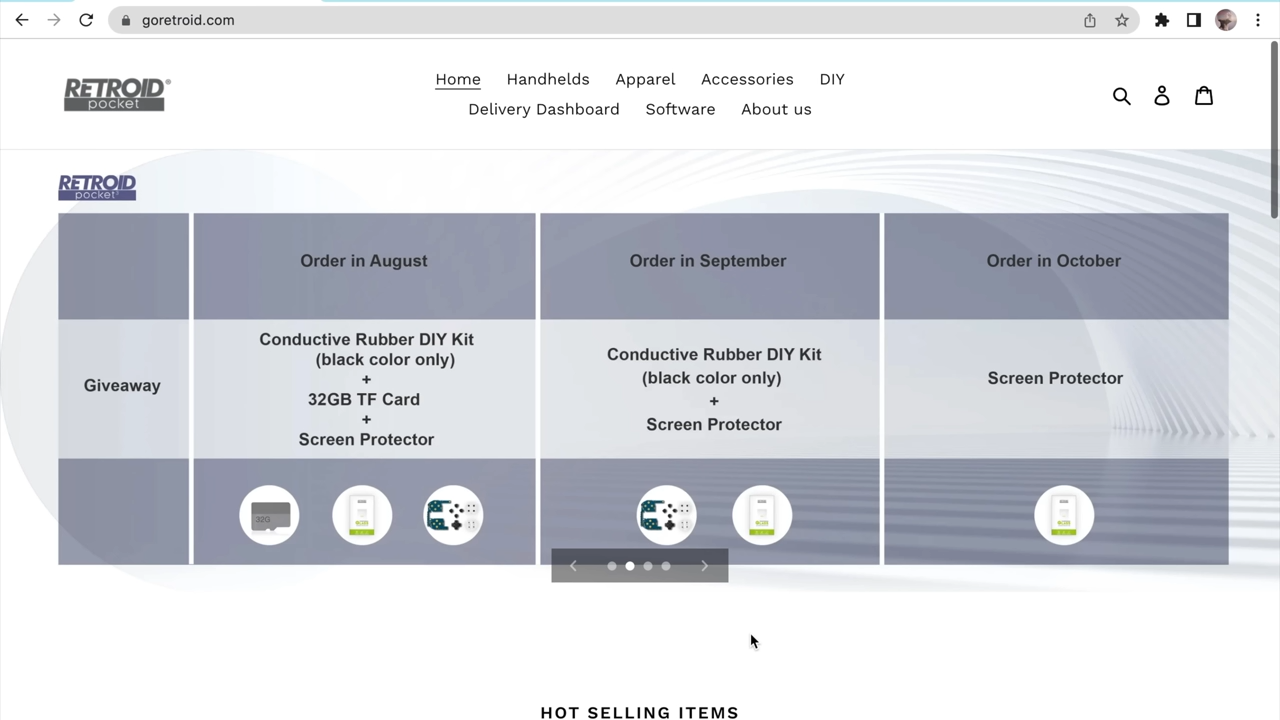 goretroid.com
RETROID®
pocket
Home Handhelds Apparel Accessories DIY
Delivery Dashboard Software About us
RETROID
pocket
Order in August
Order in September
Order in October
Giveaway
Conductive Rubber DIY Kit
(black color only)
+
32GB TF Card
+
Screen Protector
Conductive Rubber DIY Kit
(black color only)
+
Screen Protector
Screen Protector
32G
HOT SELLING ITEMS